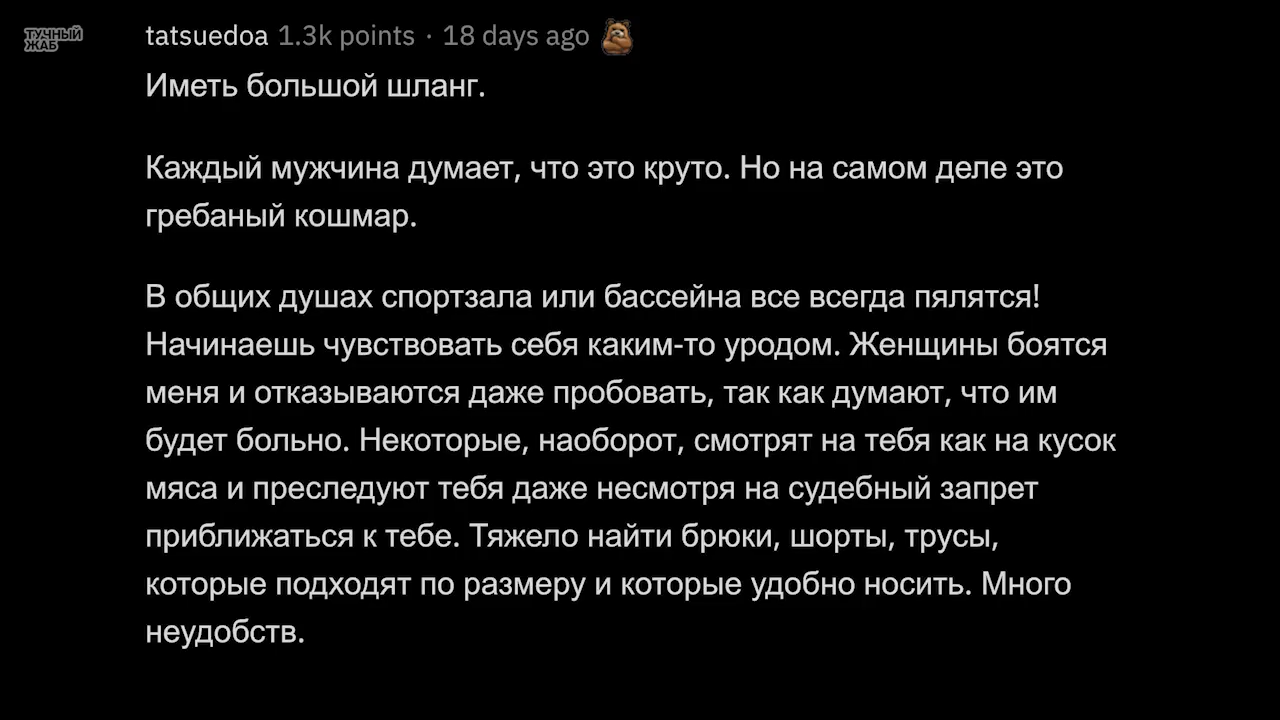 ТУЧНЫЙ
ЖАБ
tatsuedoa 1.3k points · 18 days ago
Иметь большой шланг.
Каждый мужчина думает, что это круто. Но на самом деле это
гребаный кошмар.
В общих душах спортзала или бассейна все всегда пялятся!
Начинаешь чувствовать себя каким-то уродом. Женщины боятся
меня и отказываются даже пробовать, так как думают, что им
будет больно. Некоторые, наоборот, смотрят на тебя как на кусок
мяса и преследуют тебя даже несмотря на судебный запрет
приближаться к тебе. Тяжело найти брюки, шорты, трусы,
которые подходят по размеру и которые удобно носить. Много
неудобств.